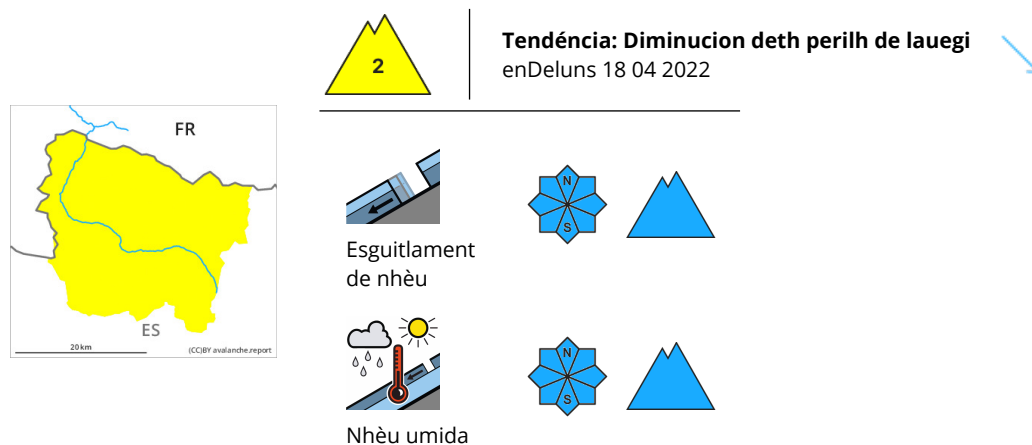 2
Tendéncia: Diminucion deth perilh de lauegi
enDeluns 18 04 2022
FR
ES
20 km
(CC)BY avalanche.report
N
S
Esguitlament
de nhèu
N
S
Nhèu umida